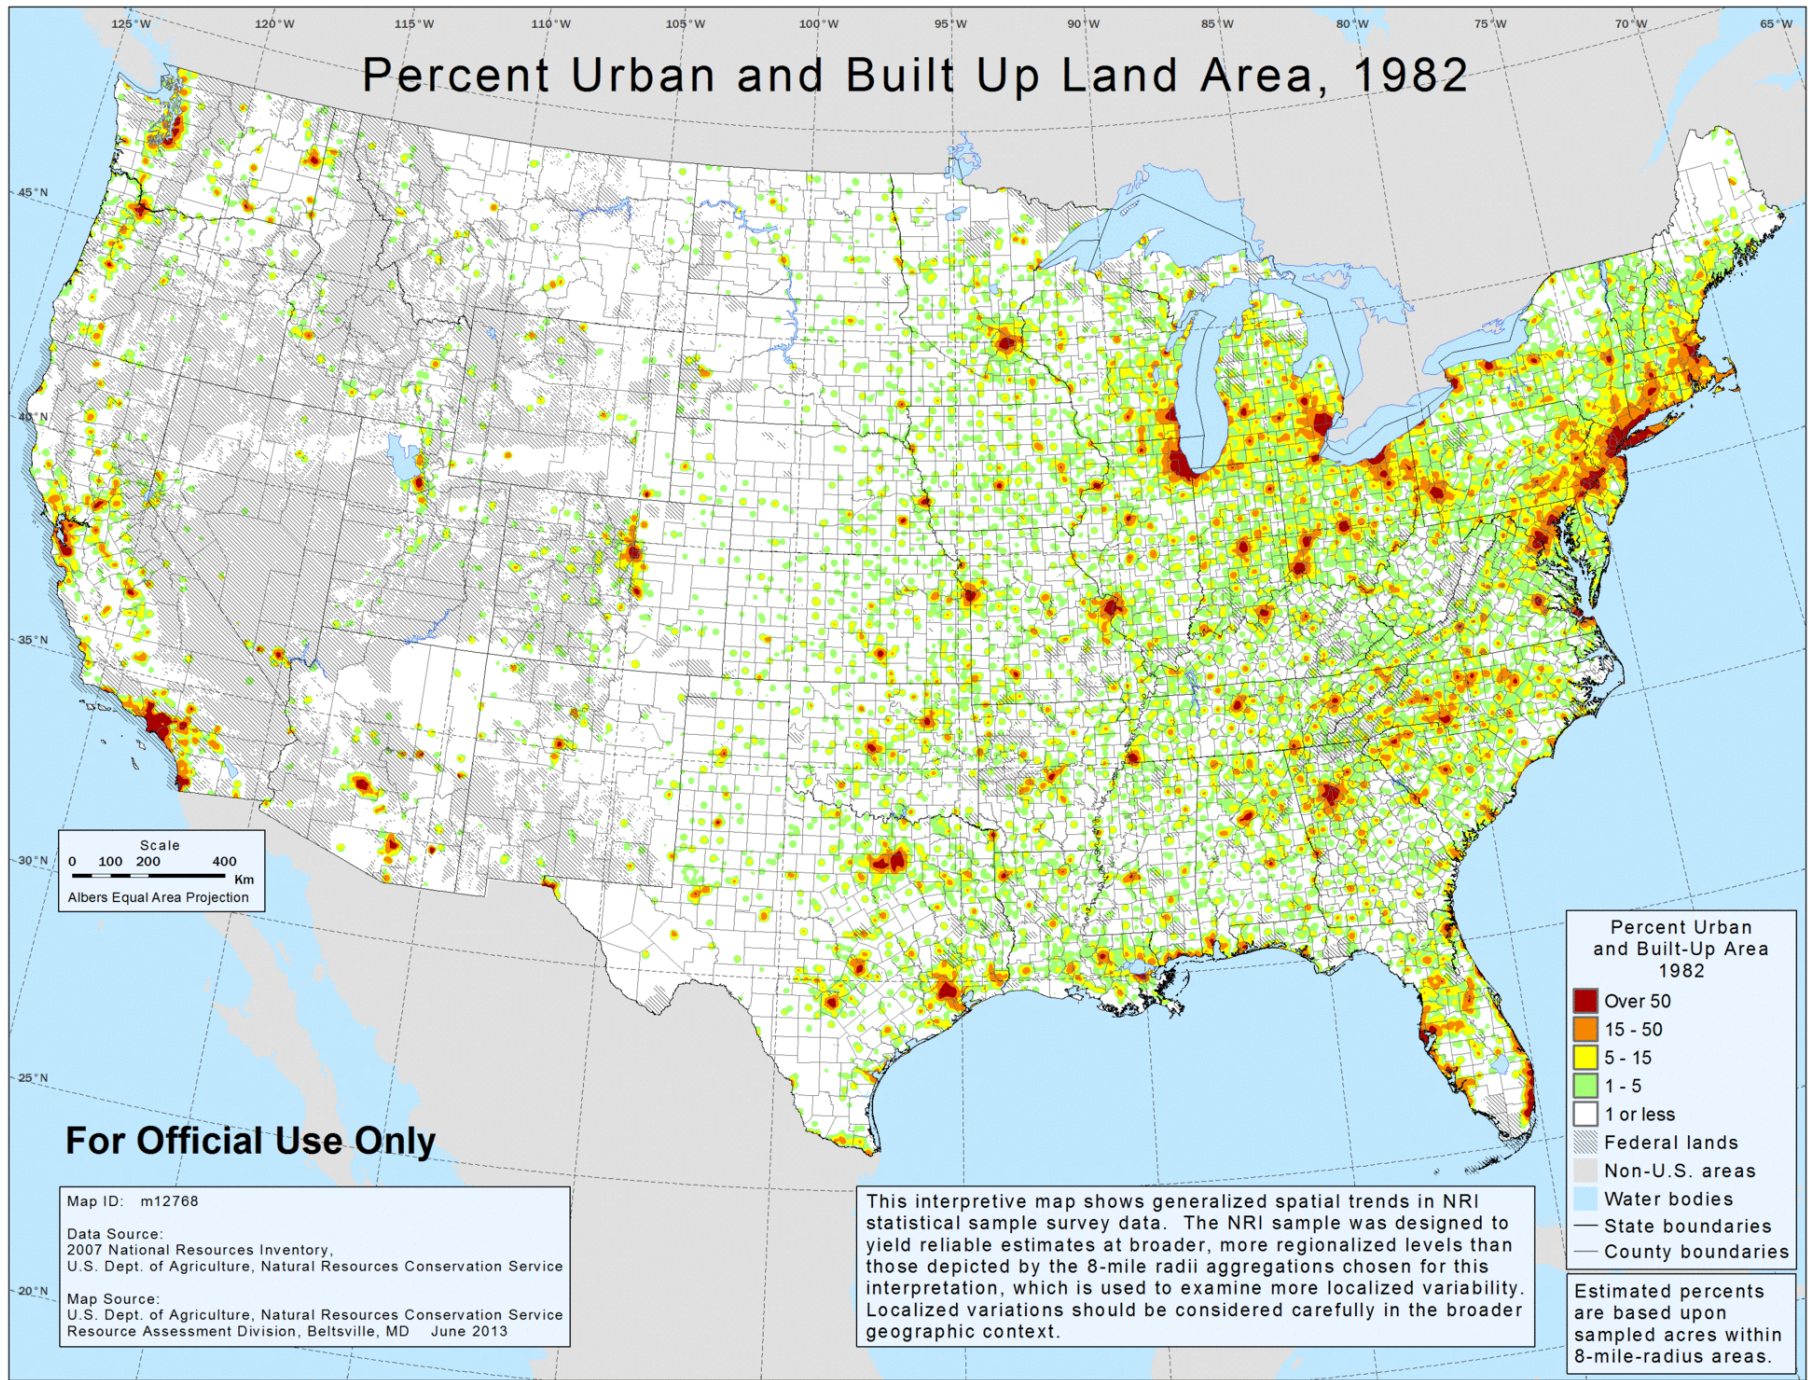 125°W 120°W 115°W 110°W 105°W 100°W 95°W 90°W 85°W 80°W 75°W 70°W 65°W
Percent Urban and Built Up Land Area, 1982
45°N
40°N
35°N
30°N
25°N
20°N
Scale
0 100 200 400
Km
Albers Equal Area Projection
For Official Use Only
Map ID: m12768
Data Source:
2007 National Resources Inventory,
U.S. Dept. of Agriculture, Natural Resources Conservation Service
Map Source:
U.S. Dept. of Agriculture, Natural Resources Conservation Service
Resource Assessment Division, Beltsville, MD June 2013
This interpretive map shows generalized spatial trends in NRI
statistical sample survey data. The NRI sample was designed to
yield reliable estimates at broader, more regionalized levels than
those depicted by the 8-mile radii aggregations chosen for this
interpretation, which is used to examine more localized variability.
Localized variations should be considered carefully in the broader
geographic context.
Percent Urban
and Built-Up Area
1982
Over 50
15 - 50
5 - 15
1 - 5
1 or less
Federal lands
Non-U.S. areas
Water bodies
State boundaries
County boundaries
Estimated percents
are based upon
sampled acres within
8-mile-radius areas.